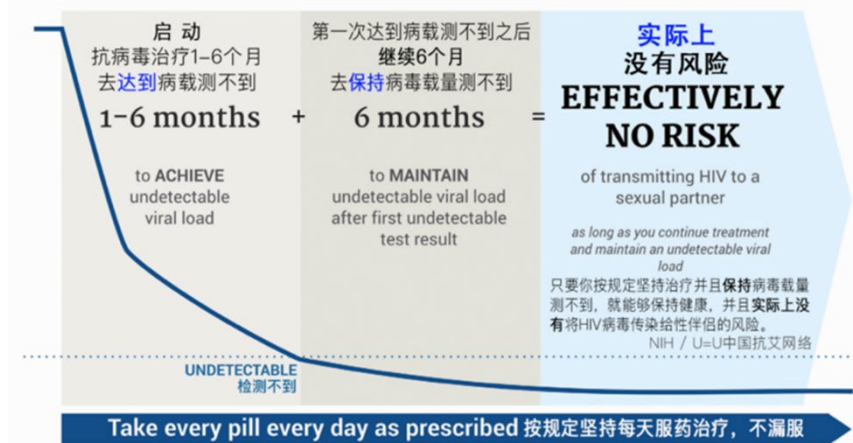 启 动
抗病毒治疗1–6个月
去达到病载测不到
1–6 months
to ACHIEVE
undetectable
viral load
+
第一次达到病载测不到之后
继续6个月
去保持病毒载量测不到
6 months
to MAINTAIN
undetectable viral load
after first undetectable
test result
=
实际上
没有风险
EFFECTIVELY
NO RISK
of transmitting HIV to a
sexual partner
as long as you continue treatment
and maintain an undetectable viral
load
只要你按规定坚持治疗并且保持病毒载量
测不到，就能够保持健康，并且实际上没
有将HIV病毒传染给性伴侣的风险。
NIH / U=U中国抗艾网络
UNDETECTABLE
检测不到
Take every pill every day as prescribed 按规定坚持每天服药治疗，不漏服